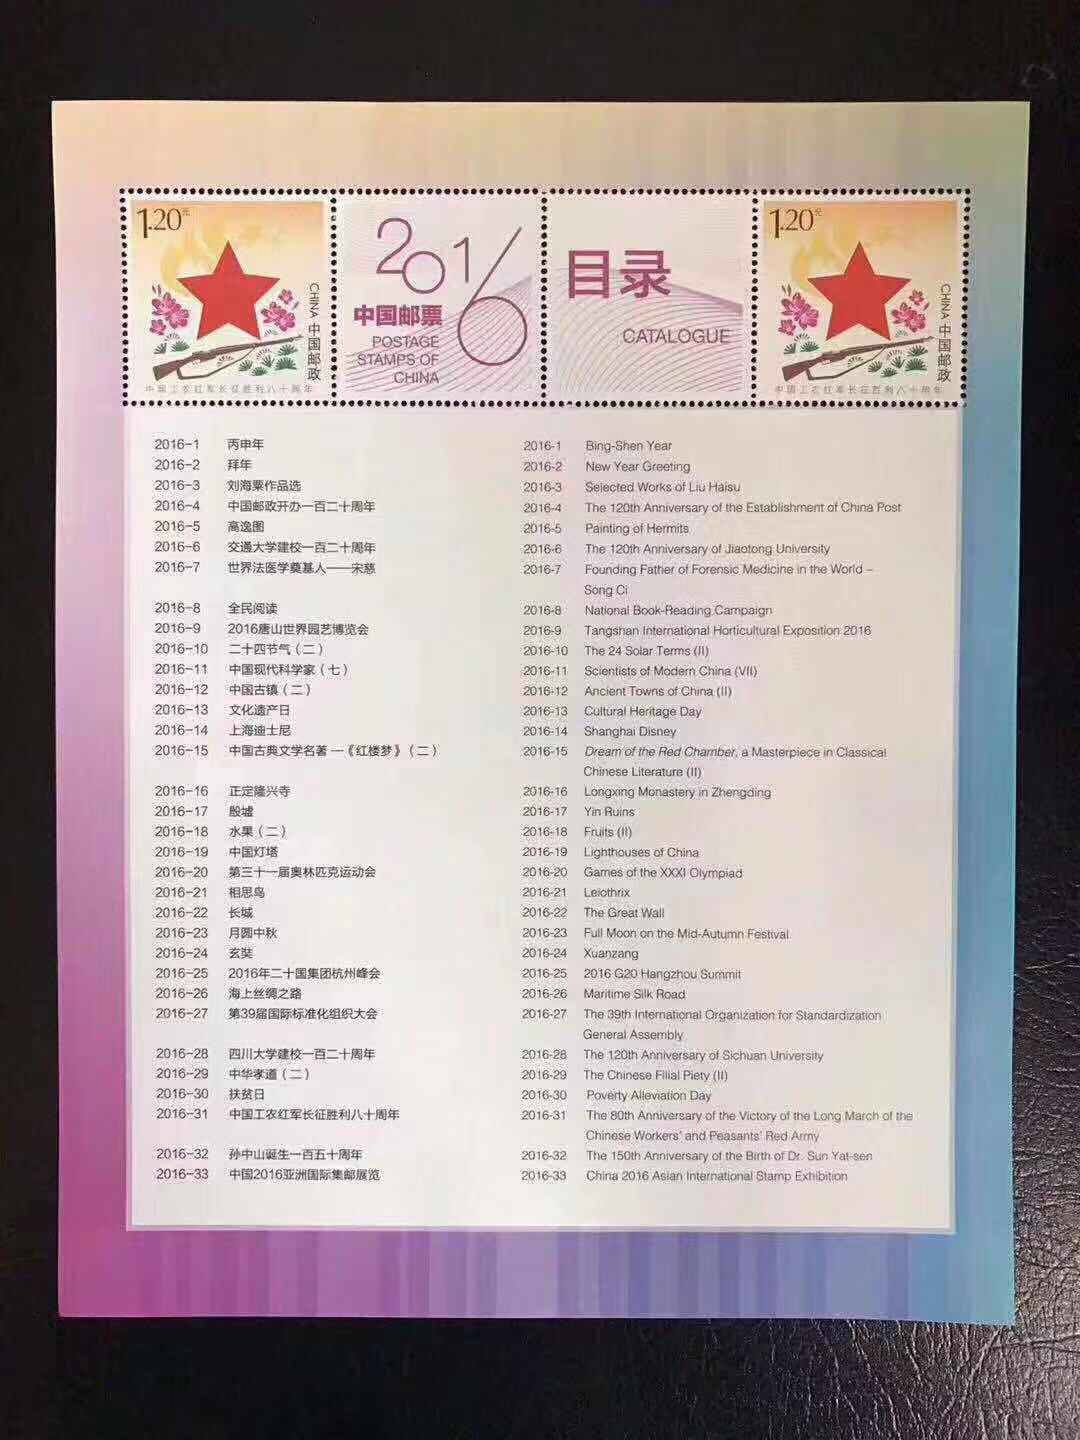 1.20元
CHINA 中国邮政
中国工农红军长征胜利八十周年
2016
中国邮票
POSTAGE
STAMPS OF
CHINA
目录
CATALOGUE
1.20元
CHINA 中国邮政
中国工农红军长征胜利八十周年
2016-1 丙申年
2016-2 拜年
2016-3 刘海粟作品选
2016-4 中国邮政开办一百二十周年
2016-5 高逸图
2016-6 交通大学建校一百二十周年
2016-7 世界法医学奠基人——宋慈
2016-8 全民阅读
2016-9 2016唐山世界园艺博览会
2016-10 二十四节气（二）
2016-11 中国现代科学家（七）
2016-12 中国古镇（二）
2016-13 文化遗产日
2016-14 上海迪士尼
2016-15 中国古典文学名著 —《红楼梦》（二）
2016-16 正定隆兴寺
2016-17 殷墟
2016-18 水果（二）
2016-19 中国灯塔
2016-20 第三十一届奥林匹克运动会
2016-21 相思鸟
2016-22 长城
2016-23 月圆中秋
2016-24 玄奘
2016-25 2016年二十国集团杭州峰会
2016-26 海上丝绸之路
2016-27 第39届国际标准化组织大会
2016-28 四川大学建校一百二十周年
2016-29 中华孝道（二）
2016-30 扶贫日
2016-31 中国工农红军长征胜利八十周年
2016-32 孙中山诞生一百五十周年
2016-33 中国2016亚洲国际集邮展览
2016-1 Bing-Shen Year
2016-2 New Year Greeting
2016-3 Selected Works of Liu Haisu
2016-4 The 120th Anniversary of the Establishment of China Post
2016-5 Painting of Hermits
2016-6 The 120th Anniversary of Jiaotong University
2016-7 Founding Father of Forensic Medicine in the World –
Song Ci
2016-8 National Book-Reading Campaign
2016-9 Tangshan International Horticultural Exposition 2016
2016-10 The 24 Solar Terms (II)
2016-11 Scientists of Modern China (VII)
2016-12 Ancient Towns of China (II)
2016-13 Cultural Heritage Day
2016-14 Shanghai Disney
2016-15 Dream of the Red Chamber, a Masterpiece in Classical
Chinese Literature (II)
2016-16 Longxing Monastery in Zhengding
2016-17 Yin Ruins
2016-18 Fruits (II)
2016-19 Lighthouses of China
2016-20 Games of the XXXI Olympiad
2016-21 Leiothrix
2016-22 The Great Wall
2016-23 Full Moon on the Mid-Autumn Festival
2016-24 Xuanzang
2016-25 2016 G20 Hangzhou Summit
2016-26 Maritime Silk Road
2016-27 The 39th International Organization for Standardization
General Assembly
2016-28 The 120th Anniversary of Sichuan University
2016-29 The Chinese Filial Piety (II)
2016-30 Poverty Alleviation Day
2016-31 The 80th Anniversary of the Victory of the Long March of the
Chinese Workers' and Peasants' Red Army
2016-32 The 150th Anniversary of the Birth of Dr. Sun Yat-sen
2016-33 China 2016 Asian International Stamp Exhibition